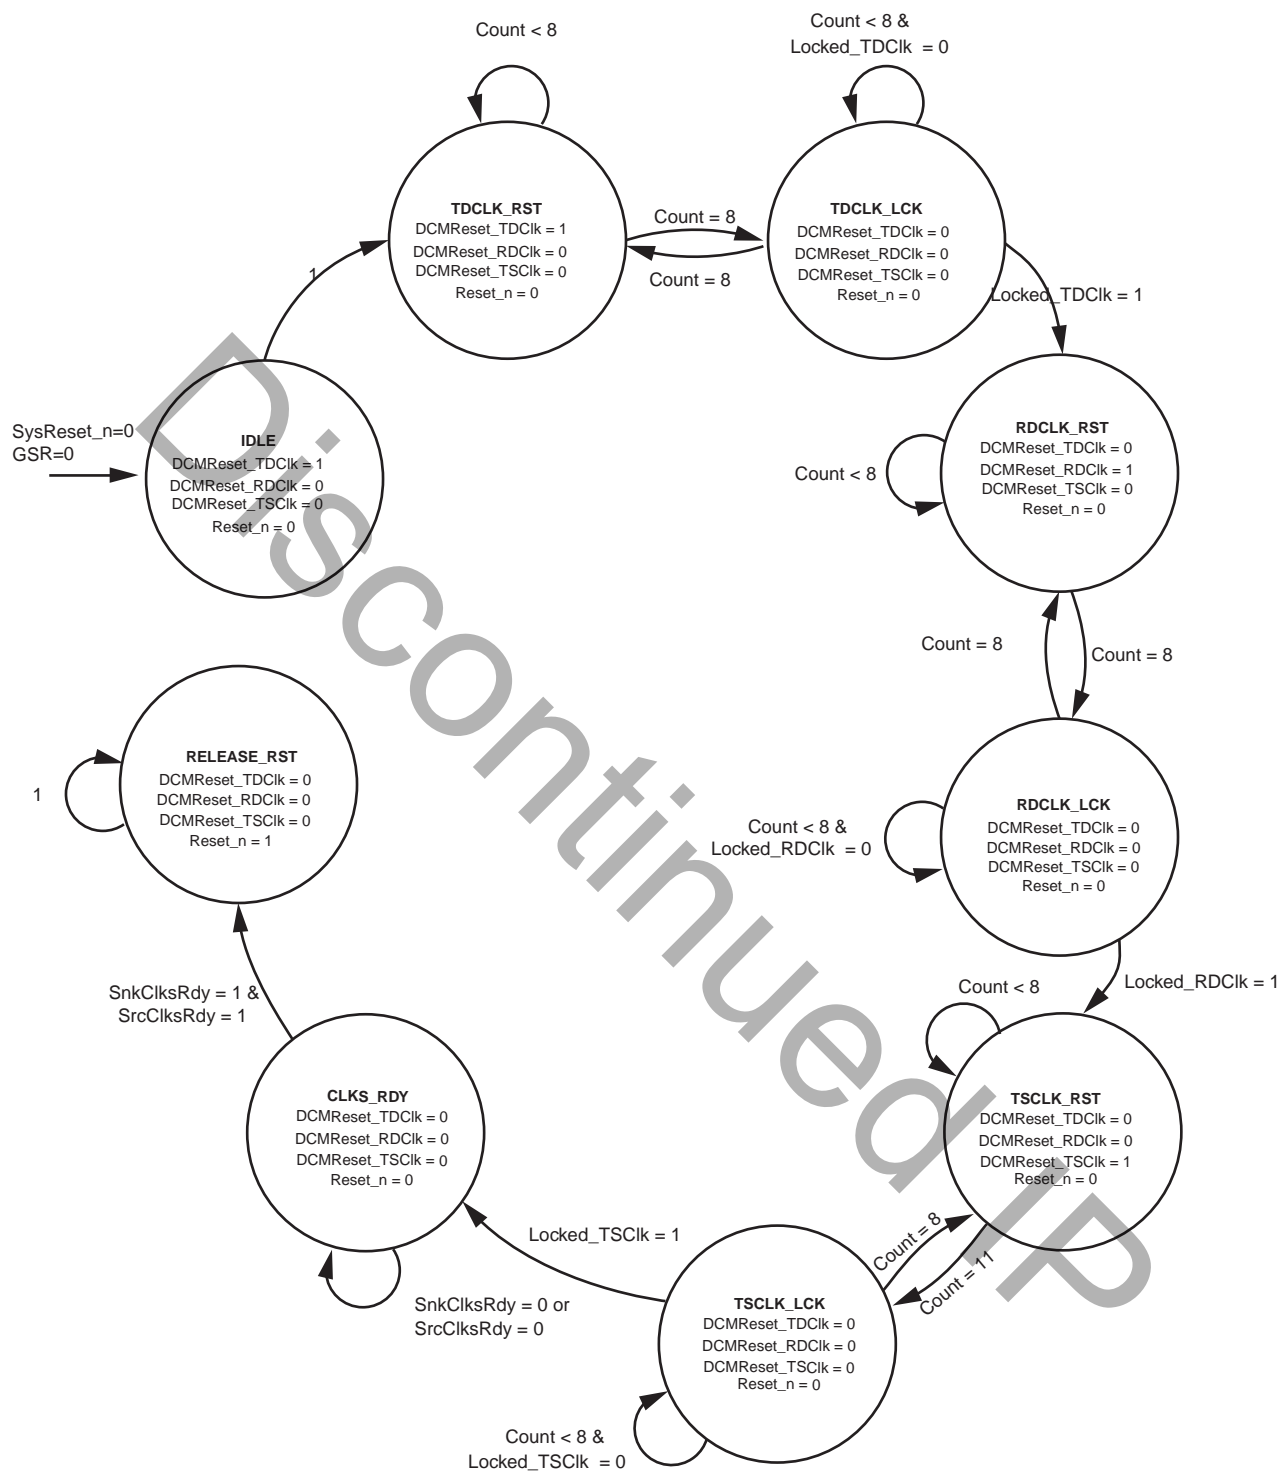 Count < 8
Count < 8 &
Locked_TDClk = 0
TDCLK_RST
DCMReset_TDClk = 1
DCMReset_RDClk = 0
DCMReset_TSClk = 0
Reset_n = 0
Count = 8
Count = 8
TDCLK_LCK
DCMReset_TDClk = 0
DCMReset_RDClk = 0
DCMReset_TSClk = 0
Reset_n = 0
1
Locked_TDClk = 1
SysReset_n=0
GSR=0
IDLE
DCMReset_TDClk = 1
DCMReset_RDClk = 0
DCMReset_TSClk = 0
Reset_n = 0
Count < 8
RDCLK_RST
DCMReset_TDClk = 0
DCMReset_RDClk = 1
DCMReset_TSClk = 0
Reset_n = 0
Count = 8
Count = 8
1
RELEASE_RST
DCMReset_TDClk = 0
DCMReset_RDClk = 0
DCMReset_TSClk = 0
Reset_n = 1
Count < 8 &
Locked_RDClk = 0
RDCLK_LCK
DCMReset_TDClk = 0
DCMReset_RDClk = 0
DCMReset_TSClk = 0
Reset_n = 0
Locked_RDClk = 1
Count < 8
SnkClksRdy = 1 &
SrcClksRdy = 1
CLKS_RDY
DCMReset_TDClk = 0
DCMReset_RDClk = 0
DCMReset_TSClk = 0
Reset_n = 0
TSCLK_RST
DCMReset_TDClk = 0
DCMReset_RDClk = 0
DCMReset_TSClk = 1
Reset_n = 0
Locked_TSClk = 1
Count = 8
Count = 11
SnkClksRdy = 0 or
SrcClksRdy = 0
TSCLK_LCK
DCMReset_TDClk = 0
DCMReset_RDClk = 0
DCMReset_TSClk = 0
Reset_n = 0
Count < 8 &
Locked_TSClk = 0
Discontinued IP